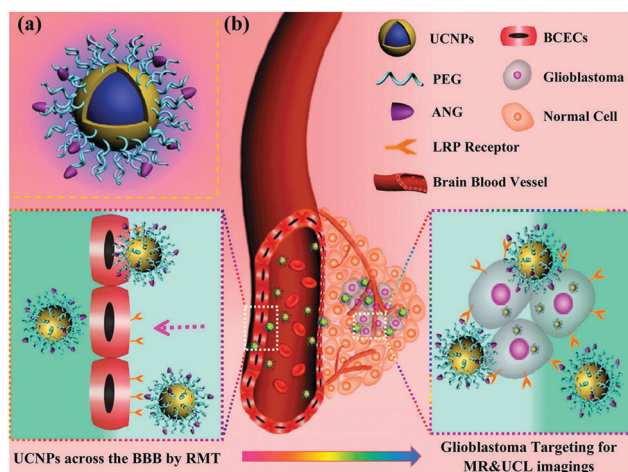 (a)
(b)
UCNPs
BCECs
PEG
Glioblastoma
ANG
Normal Cell
LRP Receptor
Brain Blood Vessel
UCNPs across the BBB by RMT
Glioblastoma Targeting for
MR&UCL imagings